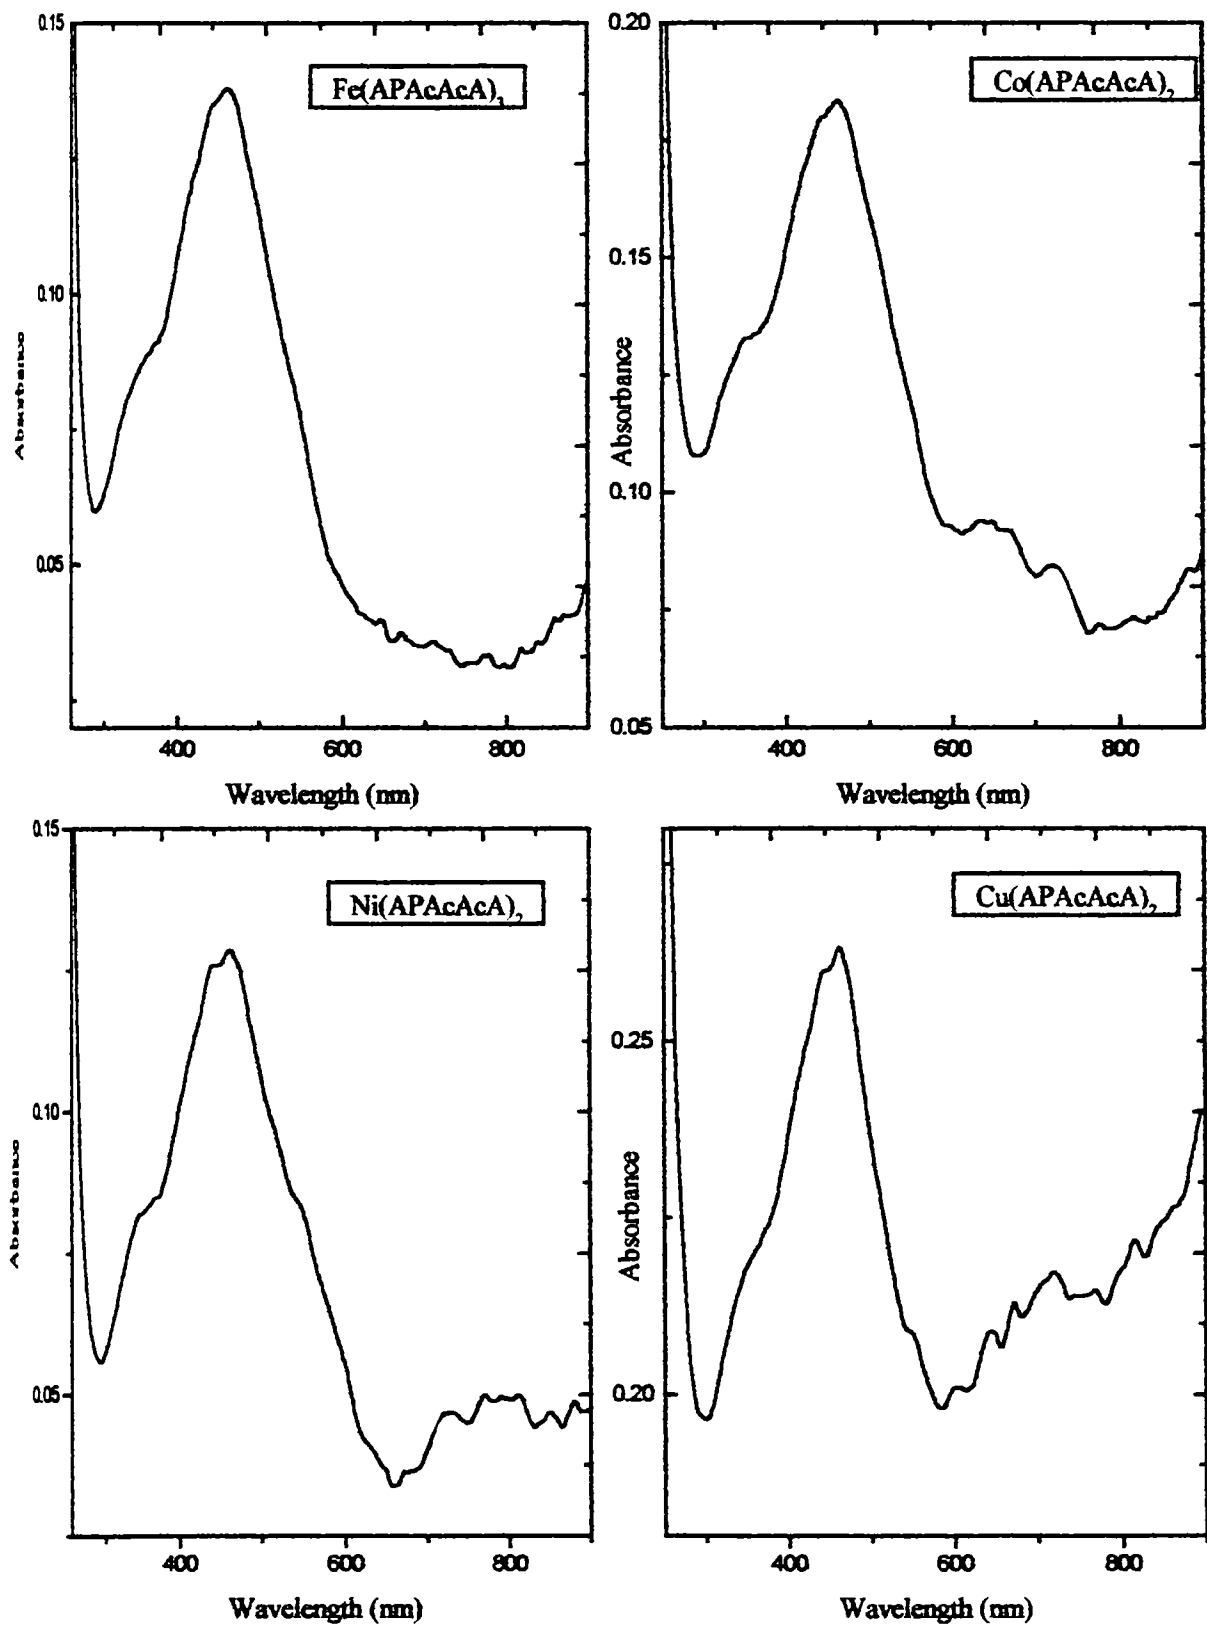 0.15
Fe(APAcAcA)3
0.10
Absorbance
0.05
400 600 800
Wavelength (nm)
0.20
Co(APAcAcA)2
0.15
Absorbance
0.10
0.05
400 600 800
Wavelength (nm)
0.15
Ni(APAcAcA)2
0.10
Absorbance
0.05
400 600 800
Wavelength (nm)
Cu(APAcAcA)2
0.25
Absorbance
0.20
400 600 800
Wavelength (nm)